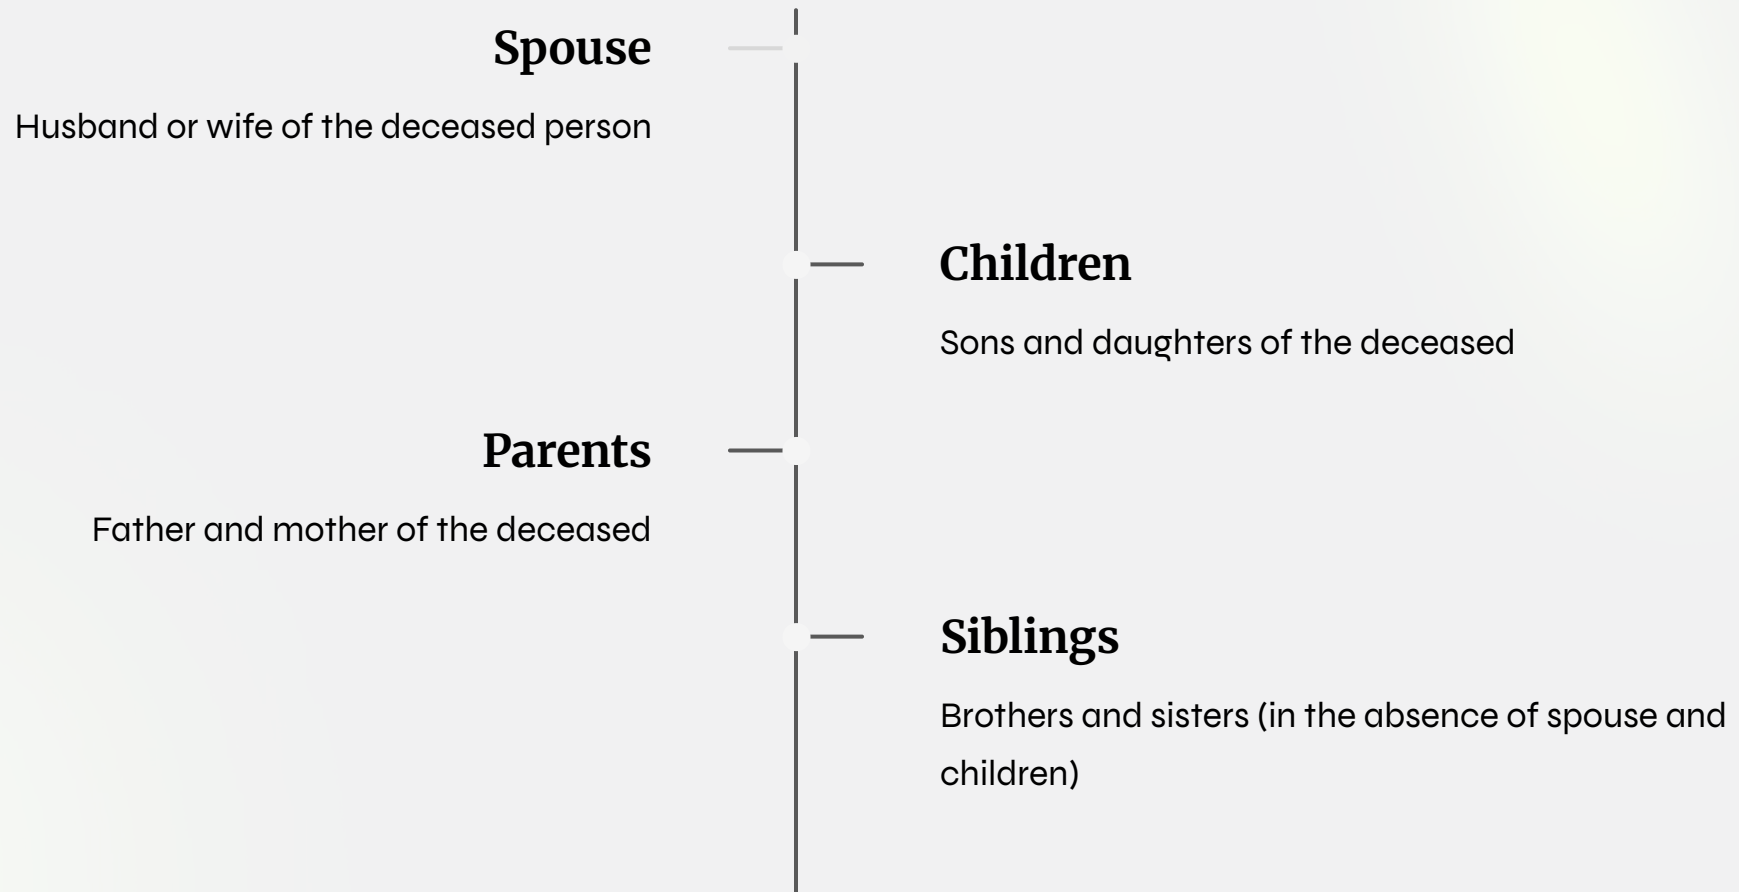 Spouse
Husband or wife of the deceased person
Children
Sons and daughters of the deceased
Parents
Father and mother of the deceased
Siblings
Brothers and sisters (in the absence of spouse and
children)